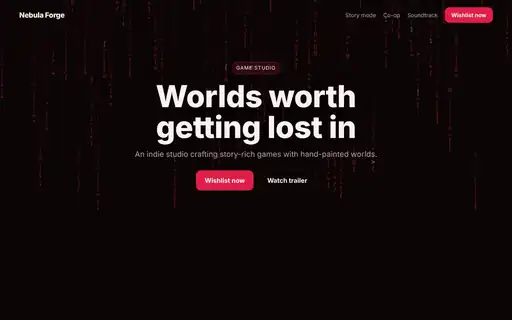 Nebula Forge
Story mode Co-op Soundtrack Wishlist now
GAME STUDIO
Worlds worth
getting lost in
An indie studio crafting story-rich games with hand-painted worlds.
Wishlist now Watch trailer